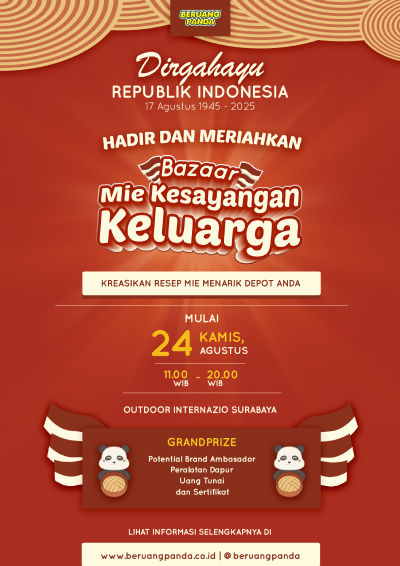 BERUANG
PANDA
Dirgahayu
REPUBLIK INDONESIA
17 Agustus 1945 - 2025
HADIR DAN MERIAHKAN
Bazaar
Mie Kesayangan
Keluarga
KREASIKAN RESEP MIE MENARIK DEPOT ANDA
MULAI
24 KAMIS,
AGUSTUS
11.00 - 20.00
WIB WIB
OUTDOOR INTERNAZIO SURABAYA
GRANDPRIZE
Potential Brand Ambasador
Peralatan Dapur
Uang Tunai
dan Sertifikat
LIHAT INFORMASI SELENGKAPNYA DI
www.beruangpanda.co.id | @beruangpanda